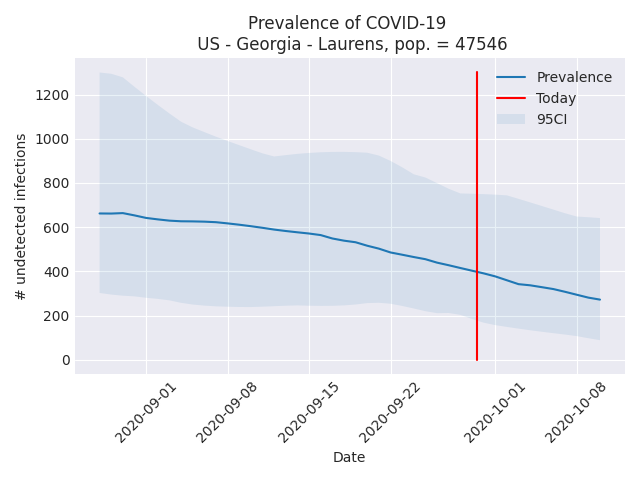 Prevalence of COVID-19
US - Georgia - Laurens, pop. = 47546
Prevalence
Today
95CI
1200
1000
800
600
400
200
0
# undetected infections
2020-09-01
2020-09-08
2020-09-15
2020-09-22
2020-10-01
2020-10-08
Date